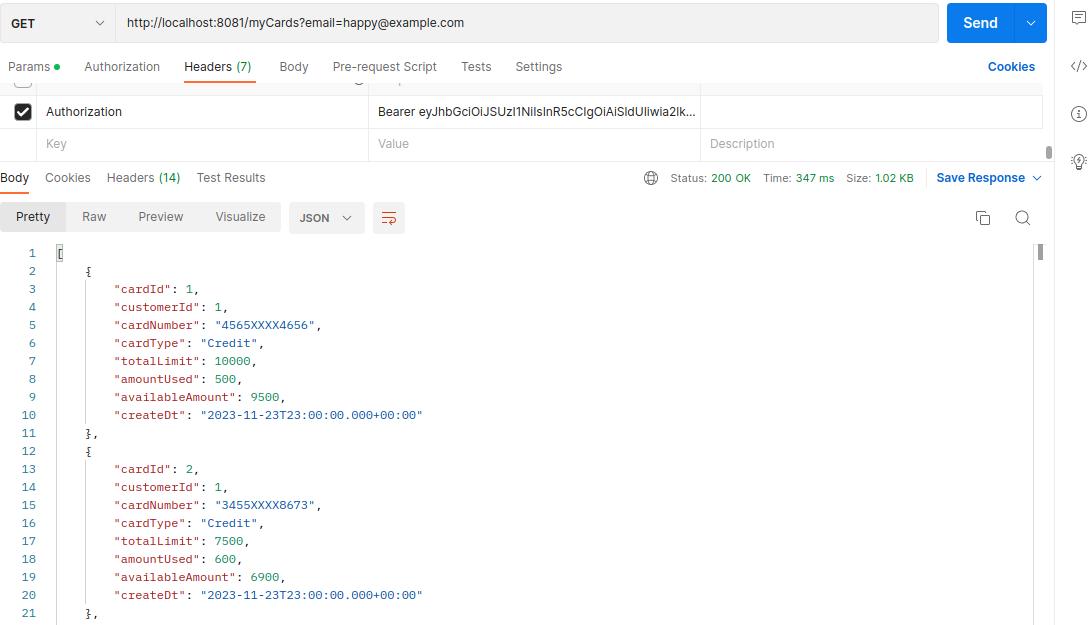 GET http://localhost:8081/myCards?email=happy@example.com Send
Params Authorization Headers (7) Body Pre-request Script Tests Settings Cookies
Authorization Bearer
Key Value Description
Body Cookies Headers (14) Test Results Status: 200 OK Time: 347 ms Size: 1.02 KB Save Response
Pretty Raw Preview Visualize JSON
1 [
2 {
3 "cardId": 1,
4 "customerId": 1,
5 "cardNumber": "4565XXXX4656",
6 "cardType": "Credit",
7 "totalLimit": 10000,
8 "amountUsed": 500,
9 "availableAmount": 9500,
10 "createDt": "2023-11-23T23:00:00.000+00:00"
11 },
12 {
13 "cardId": 2,
14 "customerId": 1,
15 "cardNumber": "3455XXXX8673",
16 "cardType": "Credit",
17 "totalLimit": 7500,
18 "amountUsed": 600,
19 "availableAmount": 6900,
20 "createDt": "2023-11-23T23:00:00.000+00:00"
21 },